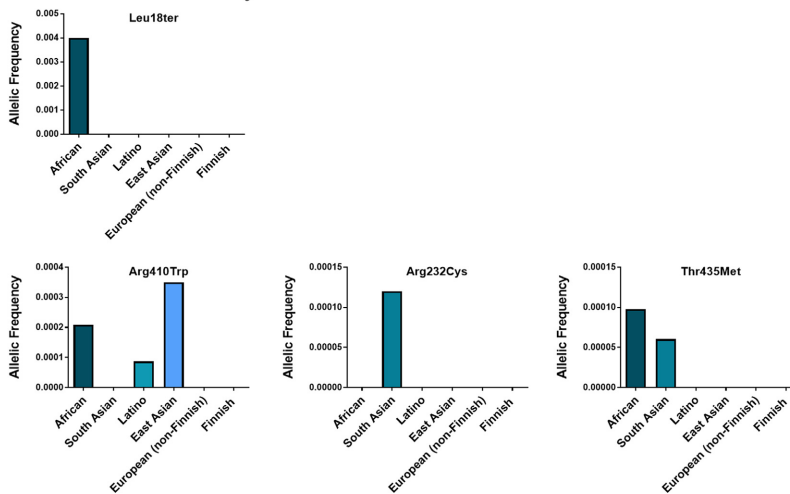 Leu18ter
Allelic Frequency
0.005
0.004
0.003
0.002
0.001
0.000
African
South Asian
Latino
East Asian
European (non-Finnish)
Finnish
Arg410Trp
Allelic Frequency
0.0004
0.0003
0.0002
0.0001
0.0000
African
South Asian
Latino
East Asian
European (non-Finnish)
Finnish
Arg232Cys
Allelic Frequency
0.00015
0.00010
0.00005
0.00000
African
South Asian
Latino
East Asian
European (non-Finnish)
Finnish
Thr435Met
Allelic Frequency
0.00015
0.00010
0.00005
0.00000
African
South Asian
Latino
East Asian
European (non-Finnish)
Finnish